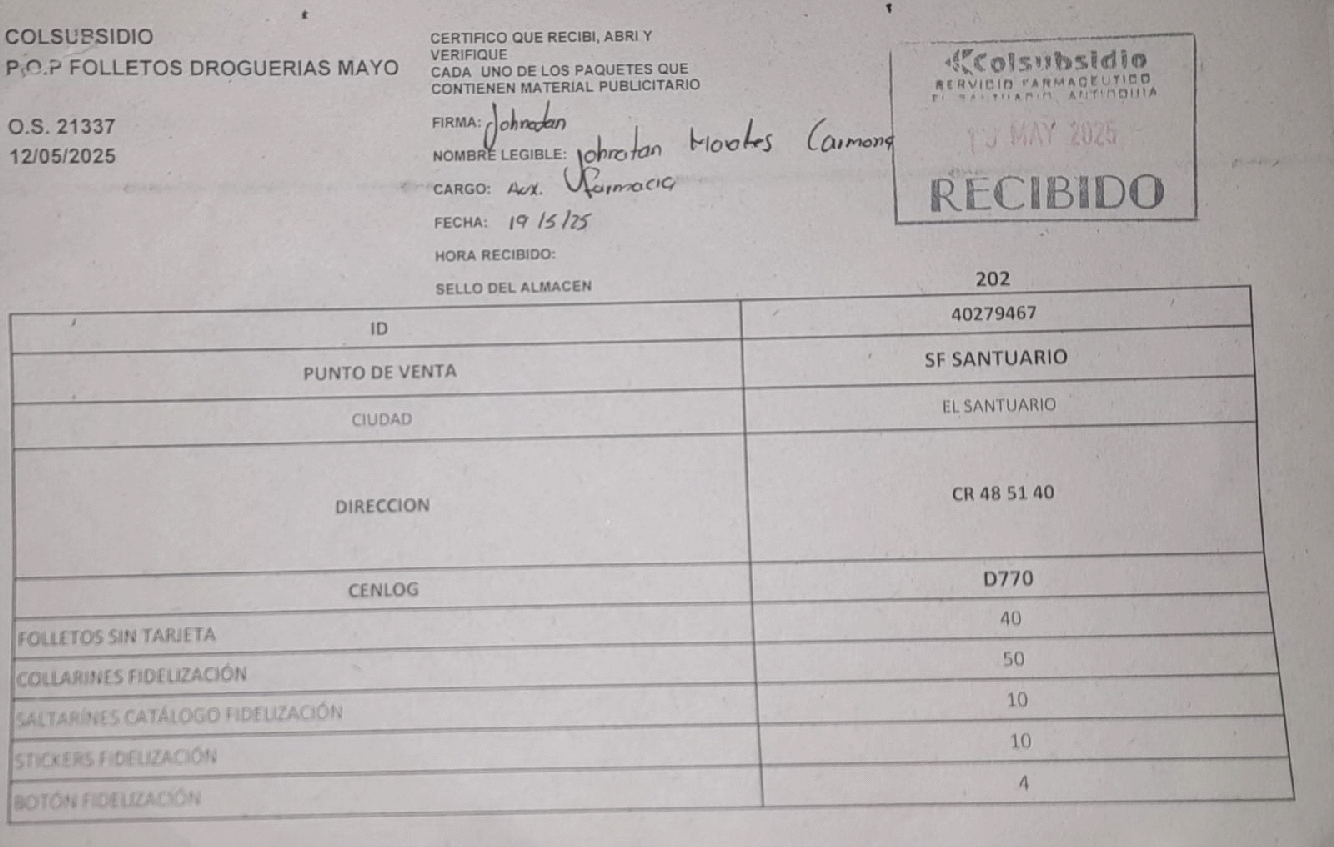 COLSUBSIDIO
P.O.P FOLLETOS DROGUERIAS MAYO
O.S. 21337
12/05/2025
CERTIFICO QUE RECIBI, ABRI Y
VERIFIQUE
CADA UNO DE LOS PAQUETES QUE
CONTIENEN MATERIAL PUBLICITARIO
FIRMA:
NOMBRE LEGIBLE: Carmona
CARGO: Aux. farmacia
FECHA: 19/5/25
HORA RECIBIDO:
SELLO DEL ALMACEN
Colsubsidio
SERVICIO FARMACEUTICO
EL SANTUARIO, ANTIOQUIA
MAY 2025
RECIBIDO
202
ID 40279467
PUNTO DE VENTA SF SANTUARIO
CIUDAD EL SANTUARIO
DIRECCION CR 48 51 40
CENLOG D770
FOLLETOS SIN TARJETA 40
COLLARINES FIDELIZACIÓN 50
SALTARÍNES CATÁLOGO FIDELIZACIÓN 10
STICKERS FIDELIZACIÓN 10
BOTÓN FIDELIZACIÓN 4